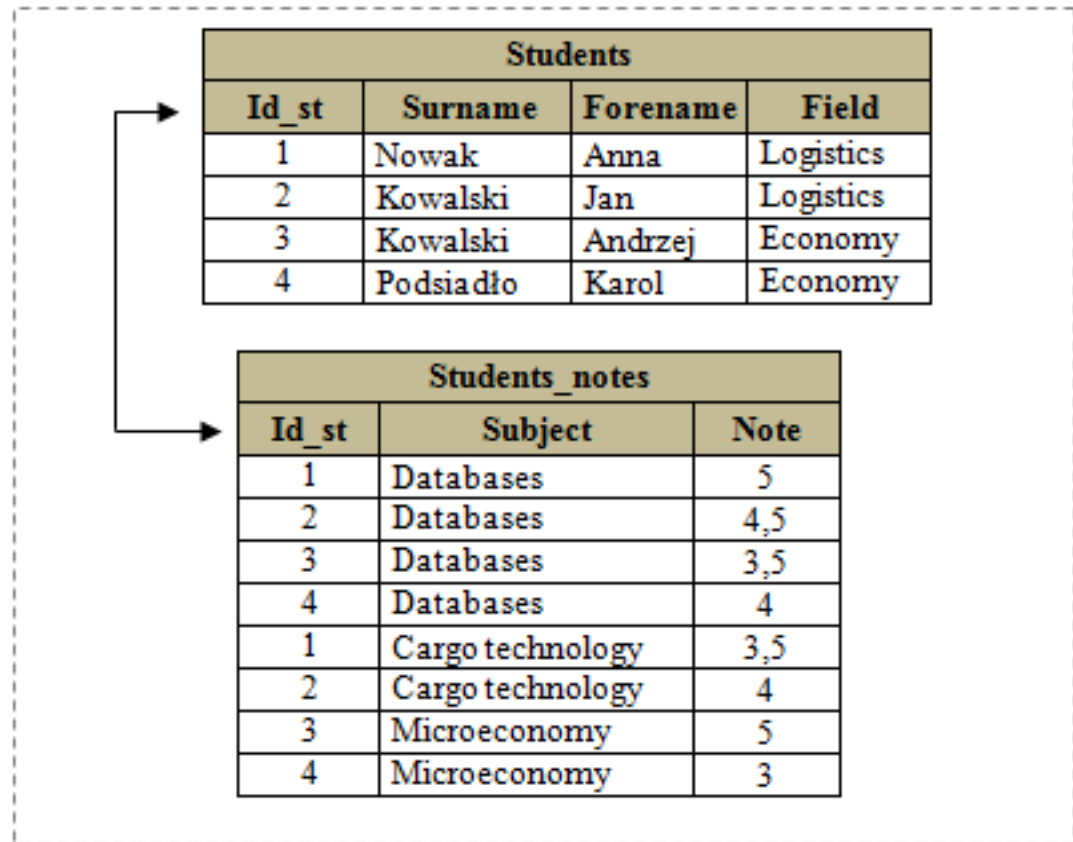 Students
Id_st Surname Forename Field
1 Nowak Anna Logistics
2 Kowalski Jan Logistics
3 Kowalski Andrzej Economy
4 Podsiadło Karol Economy
Students_notes
Id_st Subject Note
1 Databases 5
2 Databases 4,5
3 Databases 3,5
4 Databases 4
1 Cargo technology 3,5
2 Cargo technology 4
3 Microeconomy 5
4 Microeconomy 3